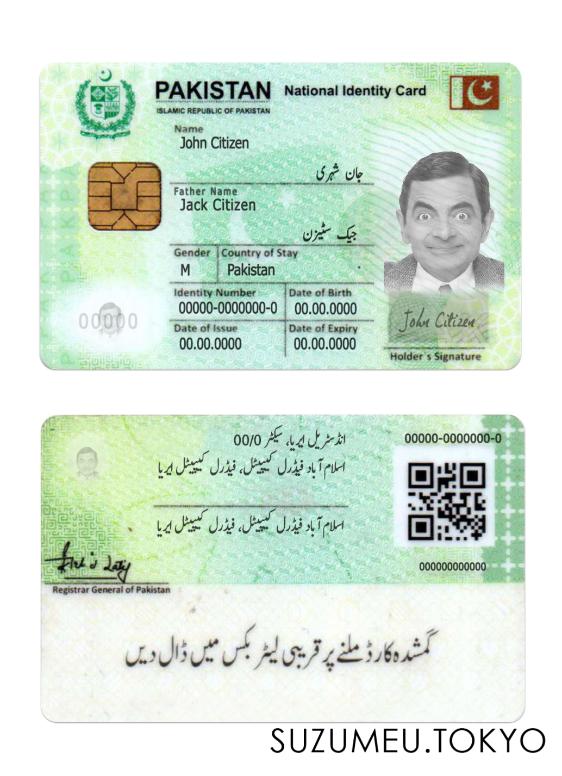 PAKISTAN National Identity Card
ISLAMIC REPUBLIC OF PAKISTAN
Name
John Citizen
جان شہری
Father Name
Jack Citizen
جیک سٹیزن
Gender Country of Stay
M Pakistan
Identity Number Date of Birth
00000-0000000-0 00.00.0000
Date of Issue Date of Expiry
00.00.0000 00.00.0000
00000
John Citizen
Holder's Signature
انڈسٹریل ایریا، سیکٹر 00/0
اسلام آباد فیڈرل کیپیٹل، فیڈرل کیپیٹل ایریا
اسلام آباد فیڈرل کیپیٹل، فیڈرل کیپیٹل ایریا
00000-0000000-0
000000000000
Registrar General of Pakistan
گمشدہ کارڈ ملنے پر قریبی لیٹر بکس میں ڈال دیں
SUZUMEU.TOKYO